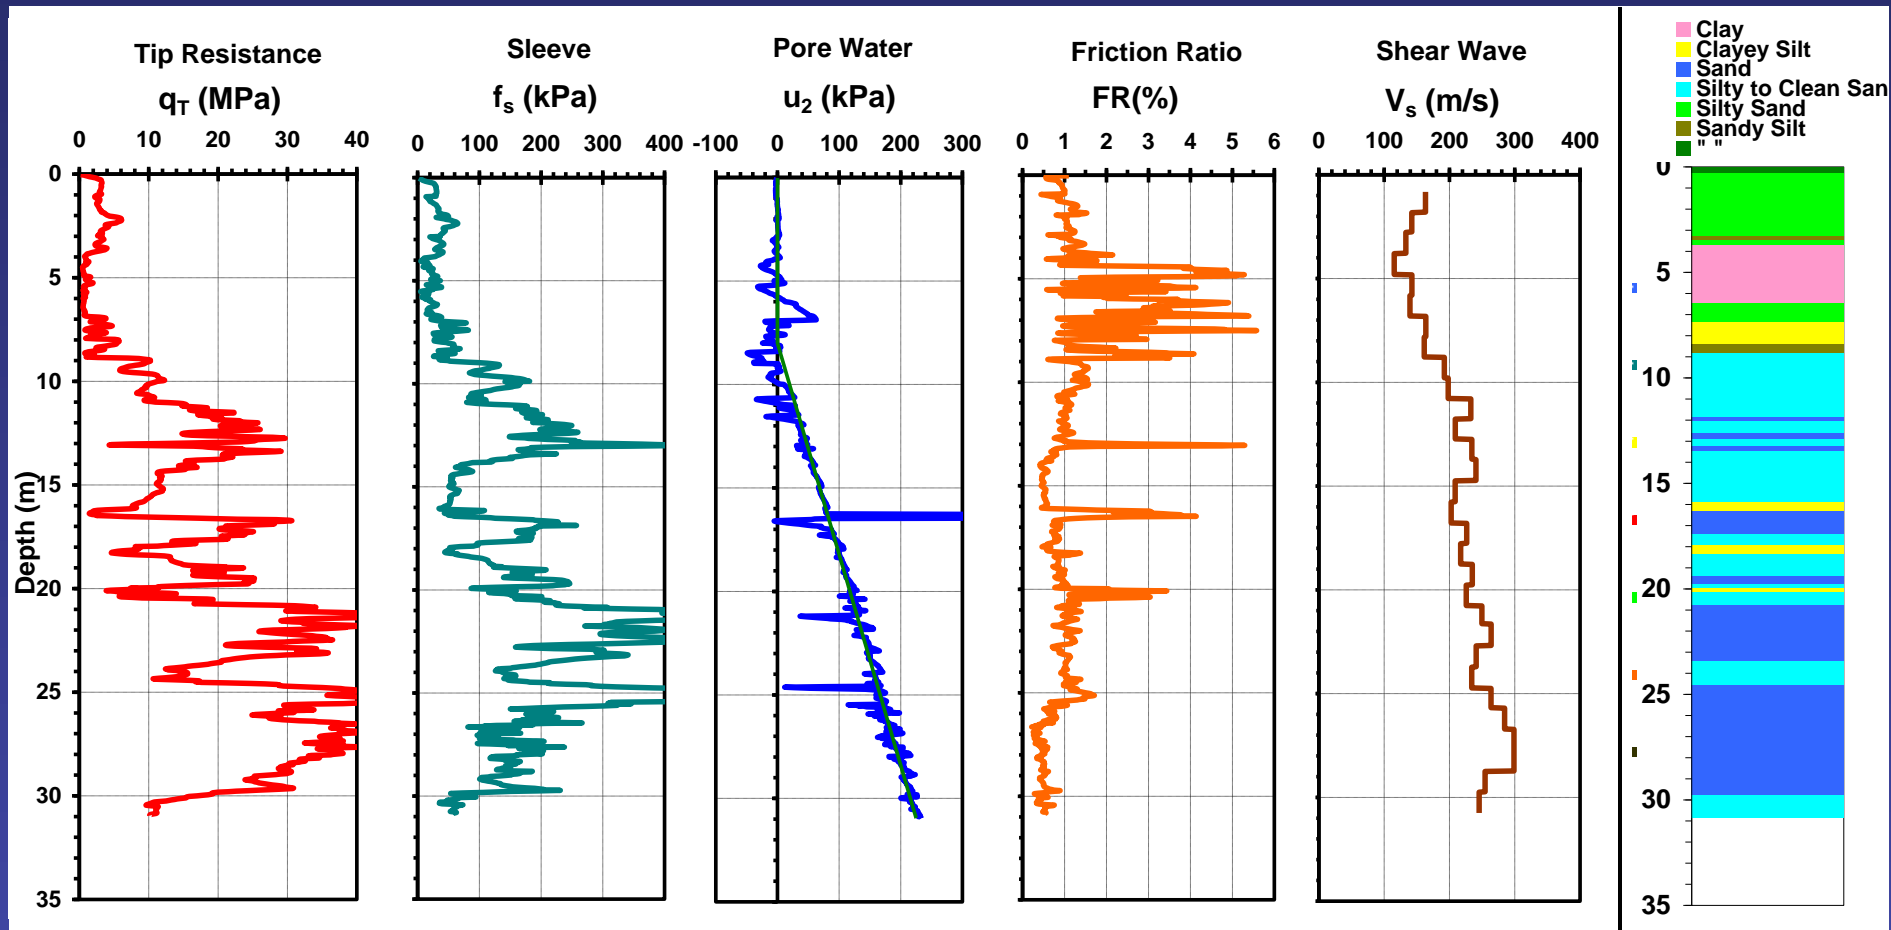 Tip Resistance
qT (MPa)
0 10 20 30 40
Sleeve
fs (kPa)
0 100 200 300 400
Pore Water
u2 (kPa)
-100 0 100 200 300
Friction Ratio
FR(%)
0 1 2 3 4 5 6
Shear Wave
Vs (m/s)
0 100 200 300 400
Clay
Clayey Silt
Sand
Silty to Clean San
Silty Sand
Sandy Silt
" "
Depth (m)
0
5
10
15
20
25
30
35
0
5
10
15
20
25
30
35